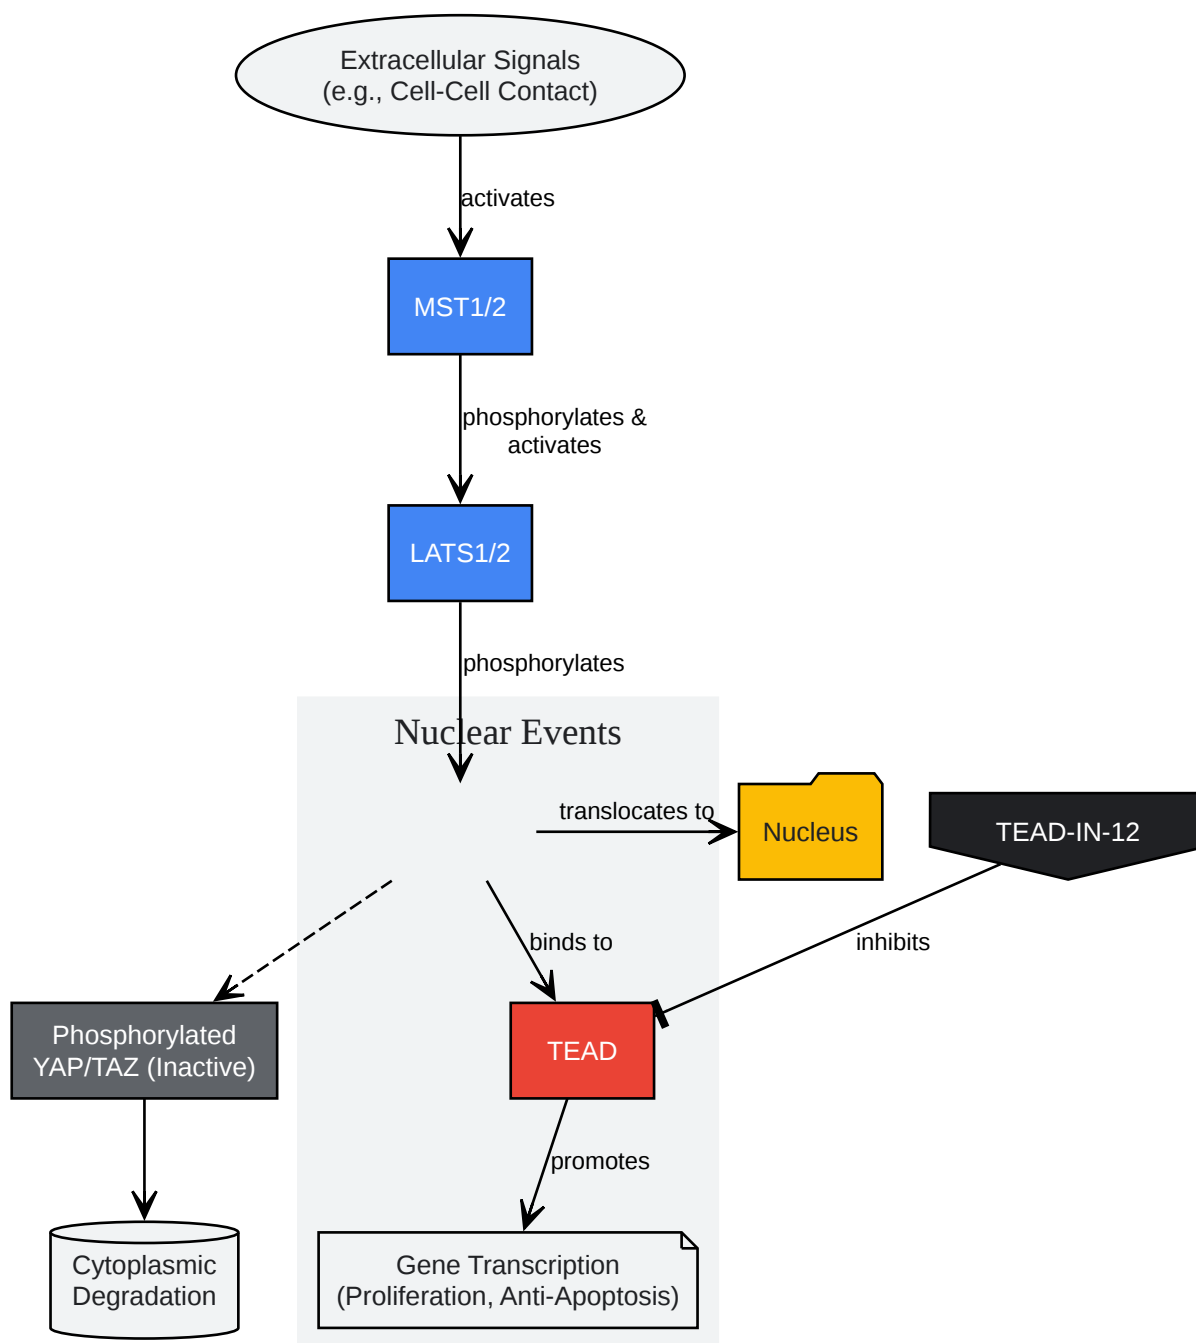 Extracellular Signals
(e.g., Cell-Cell Contact)
activates
MST1/2
phosphorylates &
activates
LATS1/2
phosphorylates
Nuclear Events
translocates to
Nucleus
TEAD-IN-12
binds to
inhibits
Phosphorylated
YAP/TAZ (Inactive)
TEAD
promotes
Cytoplasmic
Degradation
Gene Transcription
(Proliferation, Anti-Apoptosis)